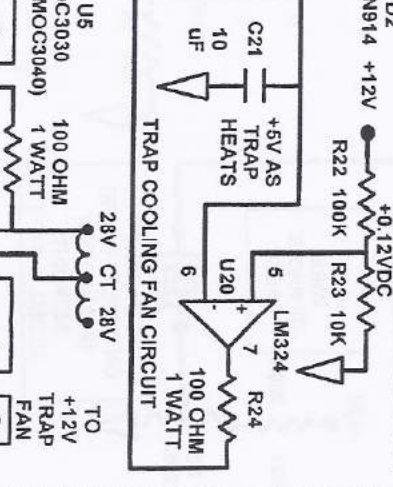 D2
N914 +12V
+0.12VDC
R22 100K R23 10K
LM324
C21
10
uF
+5V AS
TRAP
HEATS
5
+
U20
-
6
7
R24
100 OHM
1 WATT
TRAP COOLING FAN CIRCUIT
U5
C3030
MOC3040)
100 OHM
1 WATT
28V CT 28V
TO
+12V
TRAP
FAN